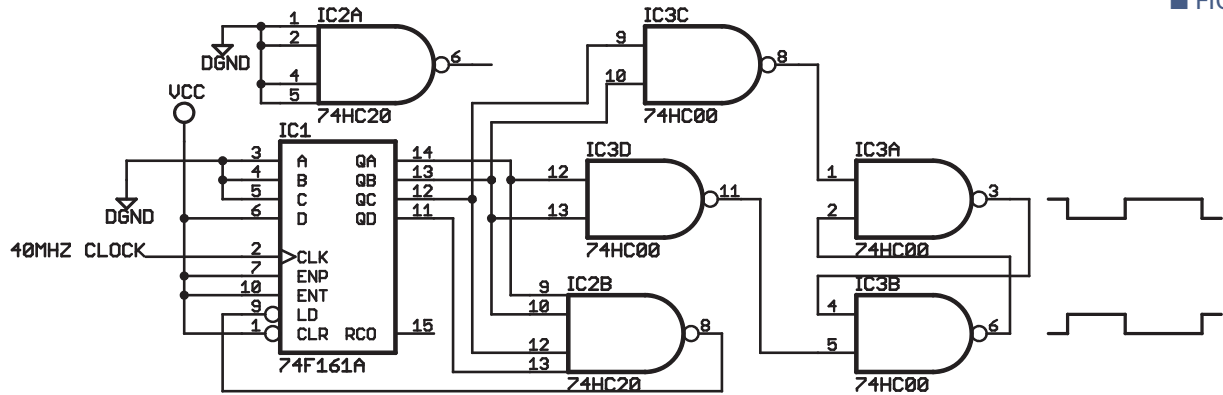 ■ FIG
IC2A
1
2
4
5
6
74HC20
DGND
VCC
IC3C
9
10
8
74HC00
IC1
3 A QA 14
4 B QB 13
5 C QC 12
6 D QD 11
2 CLK
7 ENP
10 ENT
9 LD
1 CLR RCO 15
74F161A
DGND
40MHZ CLOCK
IC3D
12
13
11
74HC00
IC2B
9
10
12
13
8
74HC20
IC3A
1
2
3
74HC00
IC3B
4
5
6
74HC00